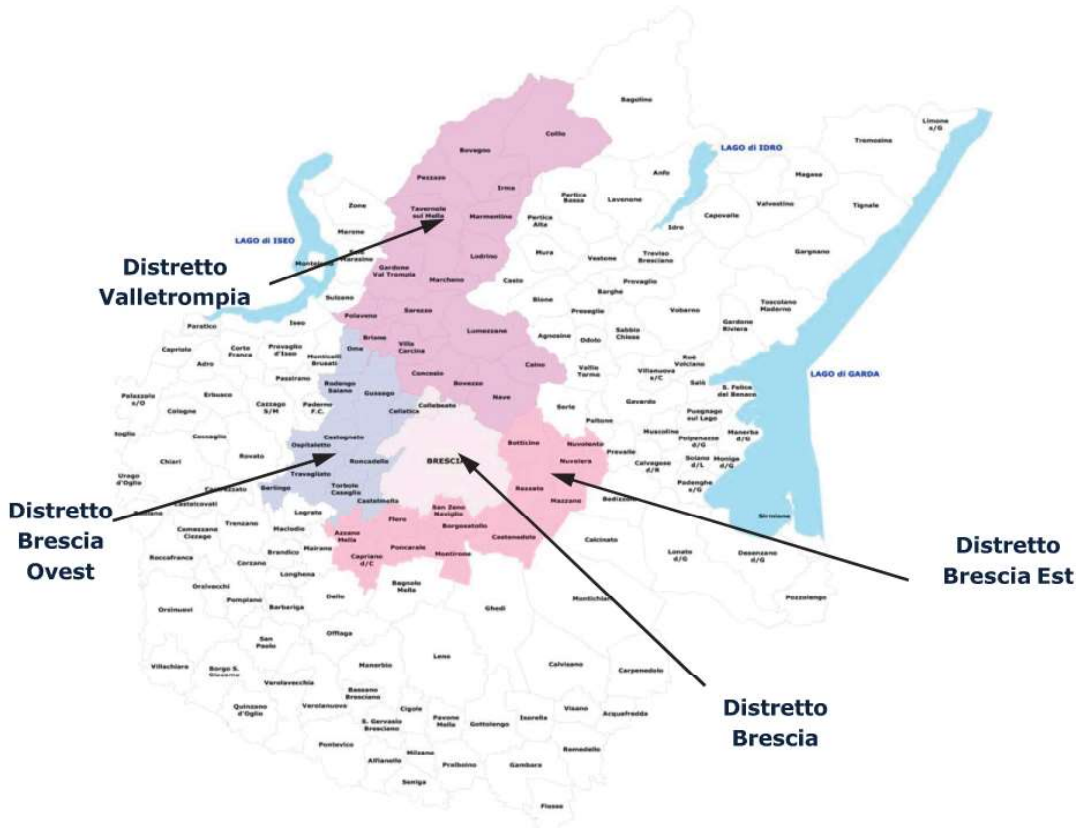 Bagolino
Limone
s/G
Collio
Tremosine
LAGO di IDRO
Bovegno
Anfo
Magasa
Pezzaze
Irma
Pertica
Bassa
Lavenone
Valvestino
Tignale
Zone
Tavernole
sul Mella
Marmentino
Pertica
Alta
Capovalle
Idro
Marone
LAGO di ISEO
Lodrino
Mura
Vestone
Treviso
Bresciano
Gargnano
Distretto
Valletrompia
Gardone
Val Trompia
Marcheno
Casto
Provaglio
Barghe
Sulzano
Bione
Preseglie
Vobarno
Toscolano
Maderno
Polaveno
Sarezzo
Lumezzane
Agnosine
Odolo
Sabbio
Chiese
Gardone
Riviera
Paratico
Iseo
Brione
Villa
Carcina
Capriolo
Corte
Franca
Provaglio
d'Iseo
Ome
Caino
Vallio
Terme
Villanuova
s/C
Roè
Volciano
Salò
LAGO di GARDA
Adro
Monticelli
Brusati
Concesio
Bovezzo
Passirano
Rodengo
Saiano
Gussago
Nave
Serle
Gavardo
S. Felice
del Benaco
Palazzolo
s/O
Erbusco
Cazzago
S/M
Paderno
F.C.
Cellatica
Collebeato
Paitone
Puegnago
sul Lago
Cologne
Muscoline
Polpenazze
d/G
Manerba
d/G
Castegnato
Botticino
Nuvolento
Prevalle
Soiano
d/L
Moniga
d/G
Ospitaletto
Chiari
Rovato
Roncadelle
BRESCIA
Nuvolera
Calvagese
d/R
Padenghe
s/G
Urago
d'Oglio
Travagliato
Rezzato
Berlingo
Torbole
Casaglia
Mazzano
Bedizzole
Castelcovati
Castelmella
San Zeno
Naviglio
Sirmione
Distretto
Brescia
Ovest
Lograto
Flero
Borgosatollo
Comezzano
Cizzago
Trenzano
Maclodio
Azzano
Mella
Castenedolo
Calcinato
Roccafranca
Brandico
Mairano
Capriano
d/C
Poncarale
Montirone
Lonato
d/G
Desenzano
d/G
Distretto
Brescia Est
Corzano
Longhena
Bagnolo
Mella
Orzivecchi
Pompiano
Dello
Montichiari
Pozzolengo
Orzinuovi
Barbariga
Ghedi
San
Paolo
Offlaga
Villachiara
Borgo S.
Manerbio
Leno
Calvisano
Carpenedolo
Verolavecchia
Quinzano
d'Oglio
Verolanuova
Bassano
Bresciano
Cigole
Distretto
Brescia
S. Gervasio
Bresciano
Pavone
Mella
Gottolengo
Isorella
Visano
Acquafredda
Pontevico
Milzano
Alfianello
Pralboino
Gambara
Remedello
Seniga
Fiesse